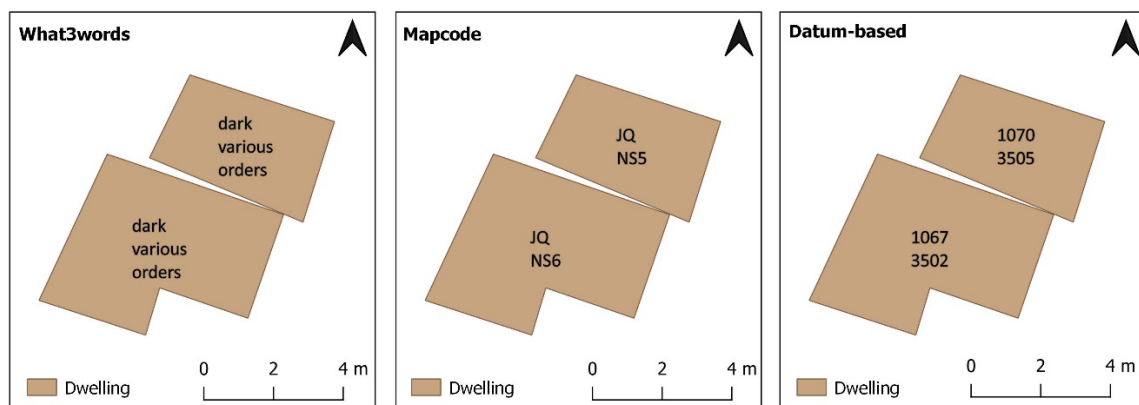 What3words
dark
various
orders
dark
various
orders
0 2 4 m
Dwelling
Mapcode
JQ
NS5
JQ
NS6
0 2 4 m
Dwelling
Datum-based
1070
3505
1067
3502
0 2 4 m
Dwelling